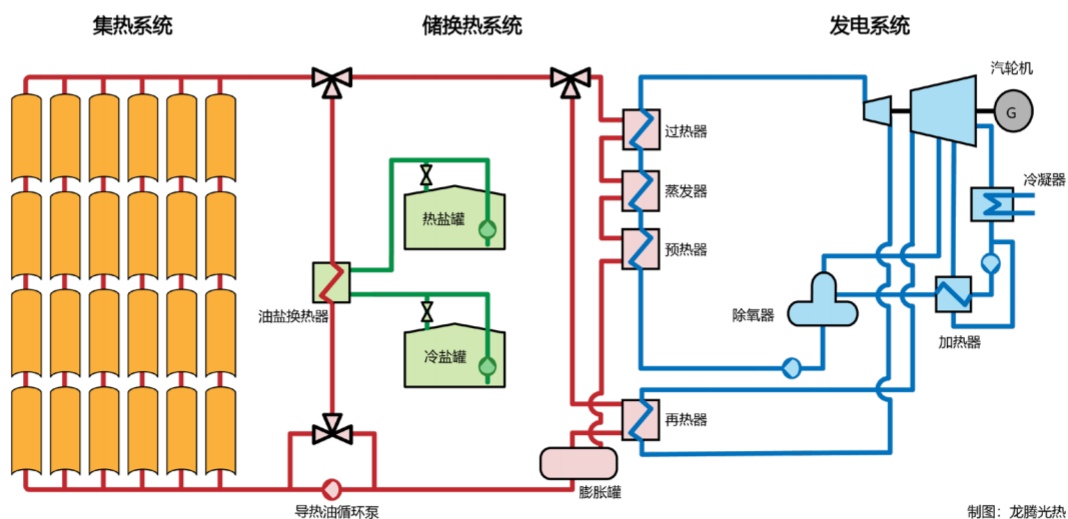 集热系统
储换热系统
发电系统
汽轮机
G
过热器
冷凝器
蒸发器
热盐罐
预热器
油盐换热器
除氧器
加热器
冷盐罐
再热器
膨胀罐
导热油循环泵
制图：龙腾光热